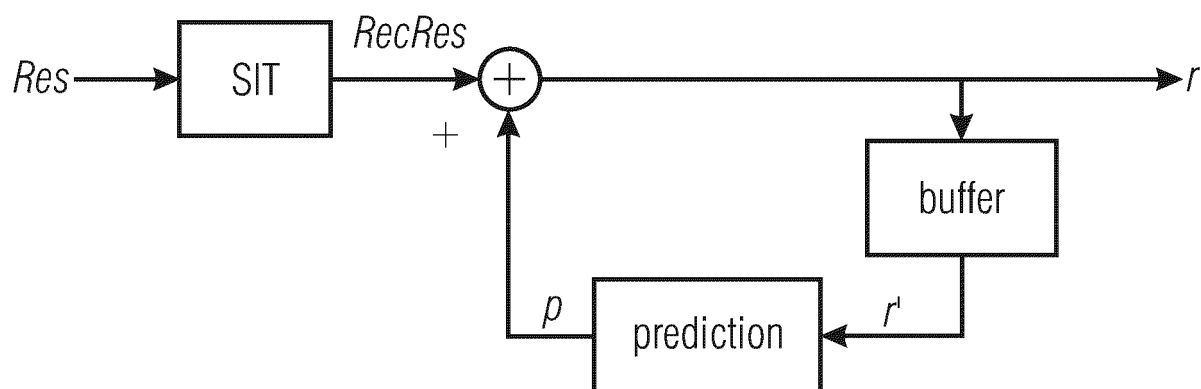 Res
SIT
RecRes
+
+
r
buffer
p
prediction
r'